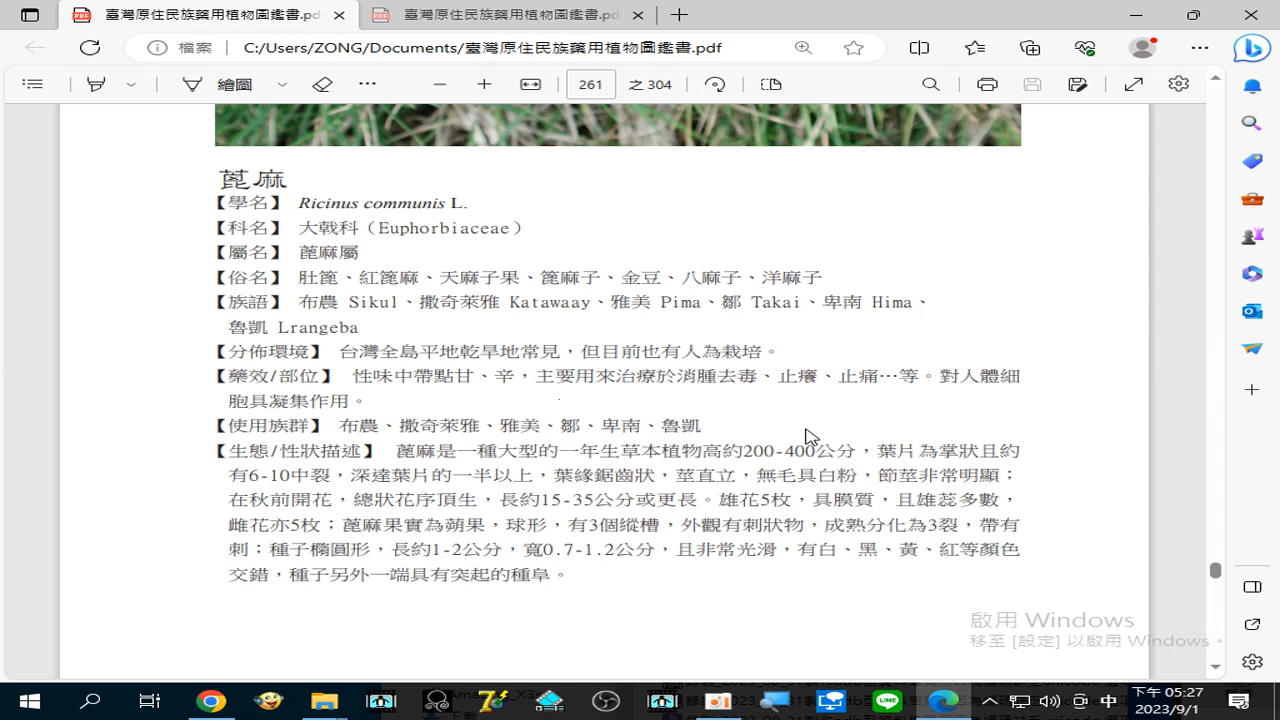 臺灣原住民族藥用植物圖鑑書.pdf
臺灣原住民族藥用植物圖鑑書.pdf
檔案
C:/Users/ZONG/Documents/臺灣原住民族藥用植物圖鑑書.pdf
繪圖
261 之 304
蓖麻
【學名】 Ricinus communis L.
【科名】 大戟科（Euphorbiaceae）
【屬名】 蓖麻屬
【俗名】 肚蓖、紅蓖麻、天麻子果、篦麻子、金豆、八麻子、洋麻子
【族語】 布農 Sikul、撒奇萊雅 Katawaay、雅美 Pima、鄒 Takai、卑南 Hima、
魯凱 Lrangeba
【分佈環境】 台灣全島平地乾旱地常見，但目前也有人為栽培。
【藥效/部位】 性味中帶點甘、辛，主要用來治療於消腫去毒、止癢、止痛…等。對人體細
胞具凝集作用。
【使用族群】 布農、撒奇萊雅、雅美、鄒、卑南、魯凱
【生態/性狀描述】 蓖麻是一種大型的一年生草本植物高約200-400公分，葉片為掌狀且約
有6-10中裂，深達葉片的一半以上，葉緣鋸齒狀，莖直立，無毛具白粉，節莖非常明顯；
在秋前開花，總狀花序頂生，長約15-35公分或更長。雄花5枚，具膜質，且雄蕊多數，
雌花亦5枚；蓖麻果實為蒴果，球形，有3個縱槽，外觀有刺狀物，成熟分化為3裂，帶有
刺；種子橢圓形，長約1-2公分，寬0.7-1.2公分，且非常光滑，有白、黑、黃、紅等顏色
交錯，種子另外一端具有突起的種阜。
啟用 Windows
移至 [設定] 以啟用 Windows。
中
下午 05:27
2023/9/1